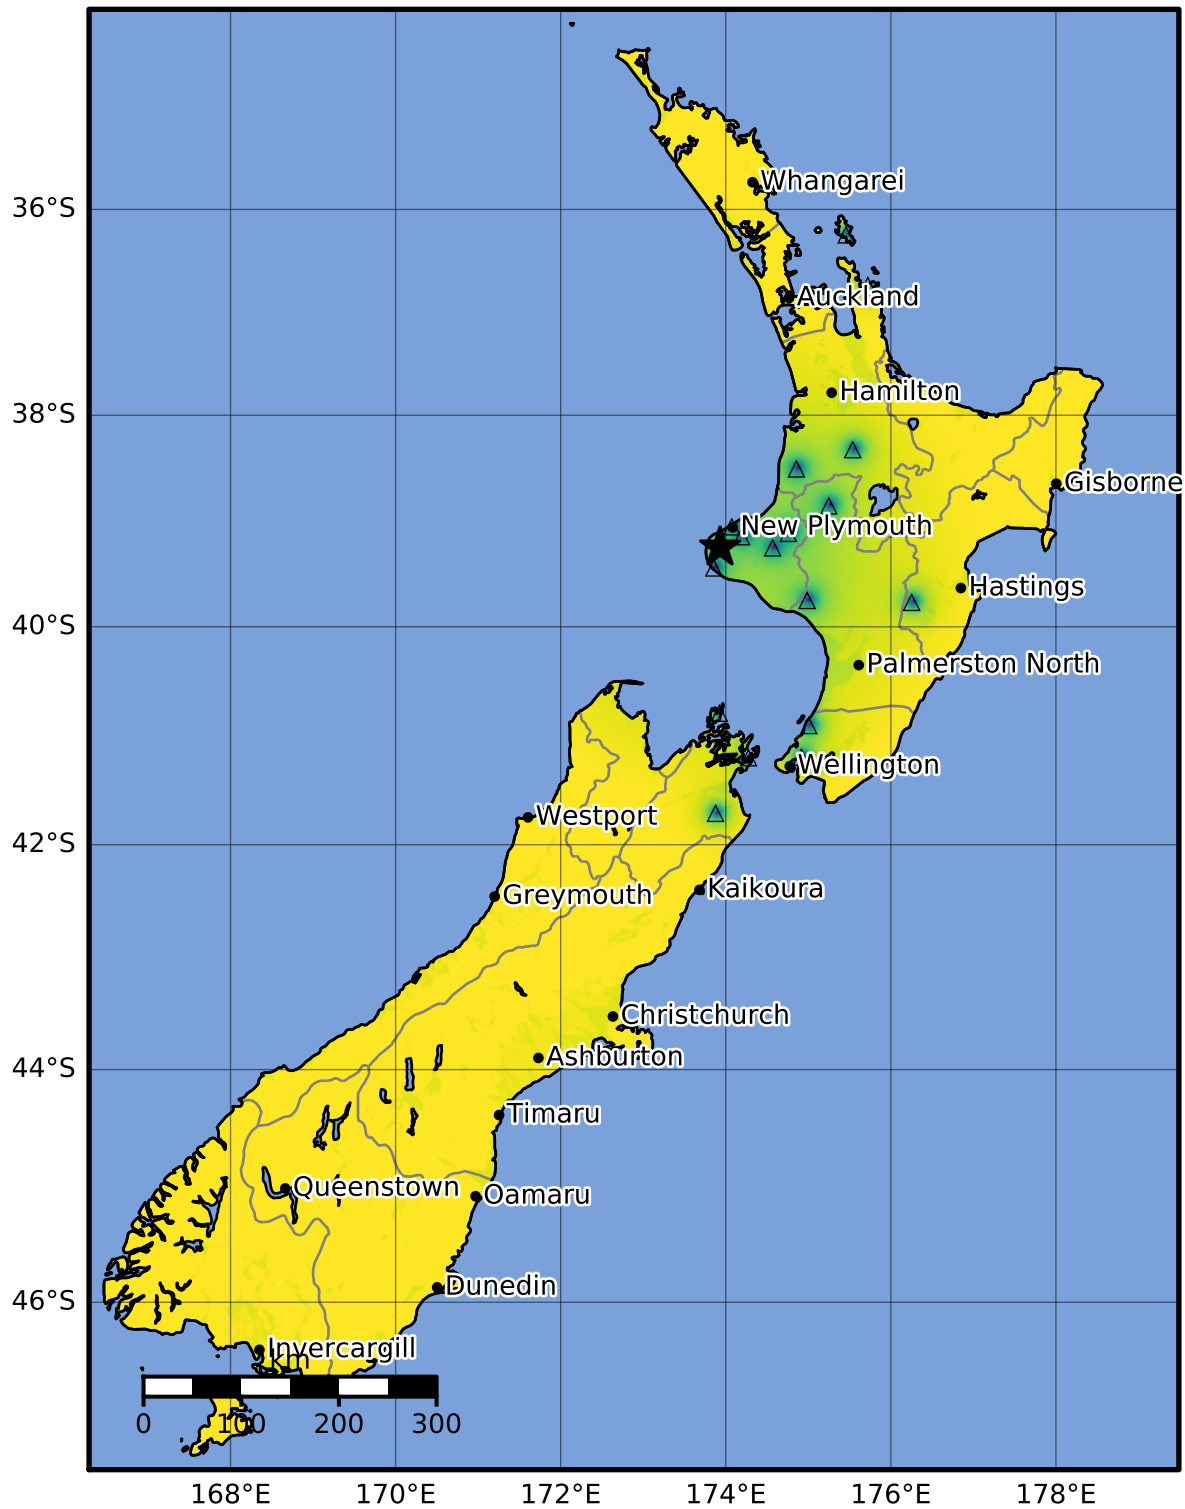 Whangarei
36°S
Auckland
Hamilton
38°S
Gisborne
New Plymouth
Hastings
40°S
Palmerston North
Wellington
Westport
42°S
Kaikoura
Greymouth
Christchurch
Ashburton
44°S
Timaru
Queenstown
Oamaru
Dunedin
46°S
Invercargill
km
0 100 200 300
168°E 170°E 172°E 174°E 176°E 178°E